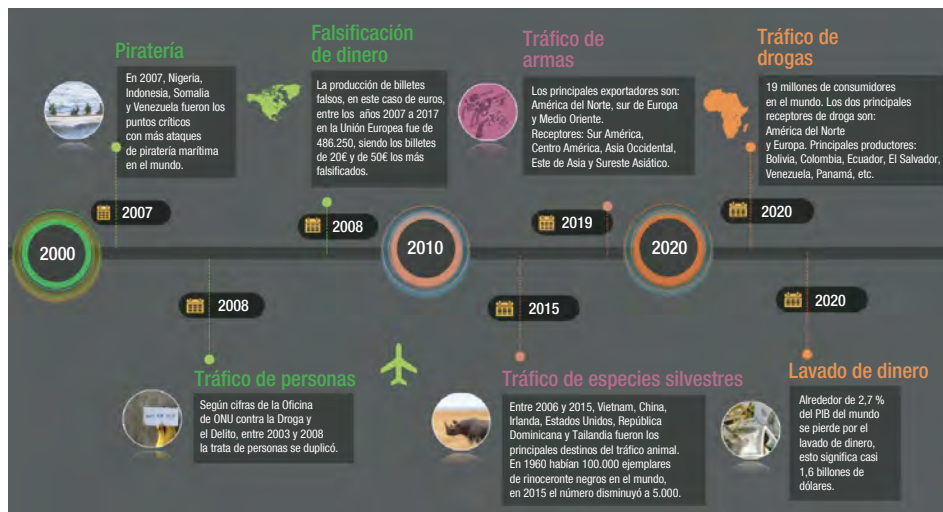 Piratería
En 2007, Nigeria,
Indonesia, Somalia
y Venezuela fueron los
puntos críticos
con más ataques
de piratería marítima
en el mundo.
2007
Falsificación
de dinero
La producción de billetes
falsos, en este caso de euros,
entre los años 2007 a 2017
en la Unión Europea fue de
486.250, siendo los billetes
de 20€ y de 50€ los más
falsificados.
2008
Tráfico de
armas
Los principales exportadores son:
América del Norte, sur de Europa
y Medio Oriente.
Receptores: Sur América,
Centro América, Asia Occidental,
Este de Asia y Sureste Asiático.
2019
Tráfico de
drogas
19 millones de consumidores
en el mundo. Los dos principales
receptores de droga son:
América del Norte
y Europa. Principales productores:
Bolivia, Colombia, Ecuador, El Salvador,
Venezuela, Panamá, etc.
2020
2000
2010
2020
2008
Tráfico de personas
Según cifras de la Oficina
de ONU contra la Droga y
el Delito, entre 2003 y 2008
la trata de personas se duplicó.
2015
Tráfico de especies silvestres
Entre 2006 y 2015, Vietnam, China,
Irlanda, Estados Unidos, República
Dominicana y Tailandia fueron los
principales destinos del tráfico animal.
En 1960 habían 100.000 ejemplares
de rinoceronte negros en el mundo,
en 2015 el número disminuyó a 5.000.
2020
Lavado de dinero
Alrededor de 2,7 %
del PIB del mundo
se pierde por el
lavado de dinero,
esto significa casi
1,6 billones de
dólares.